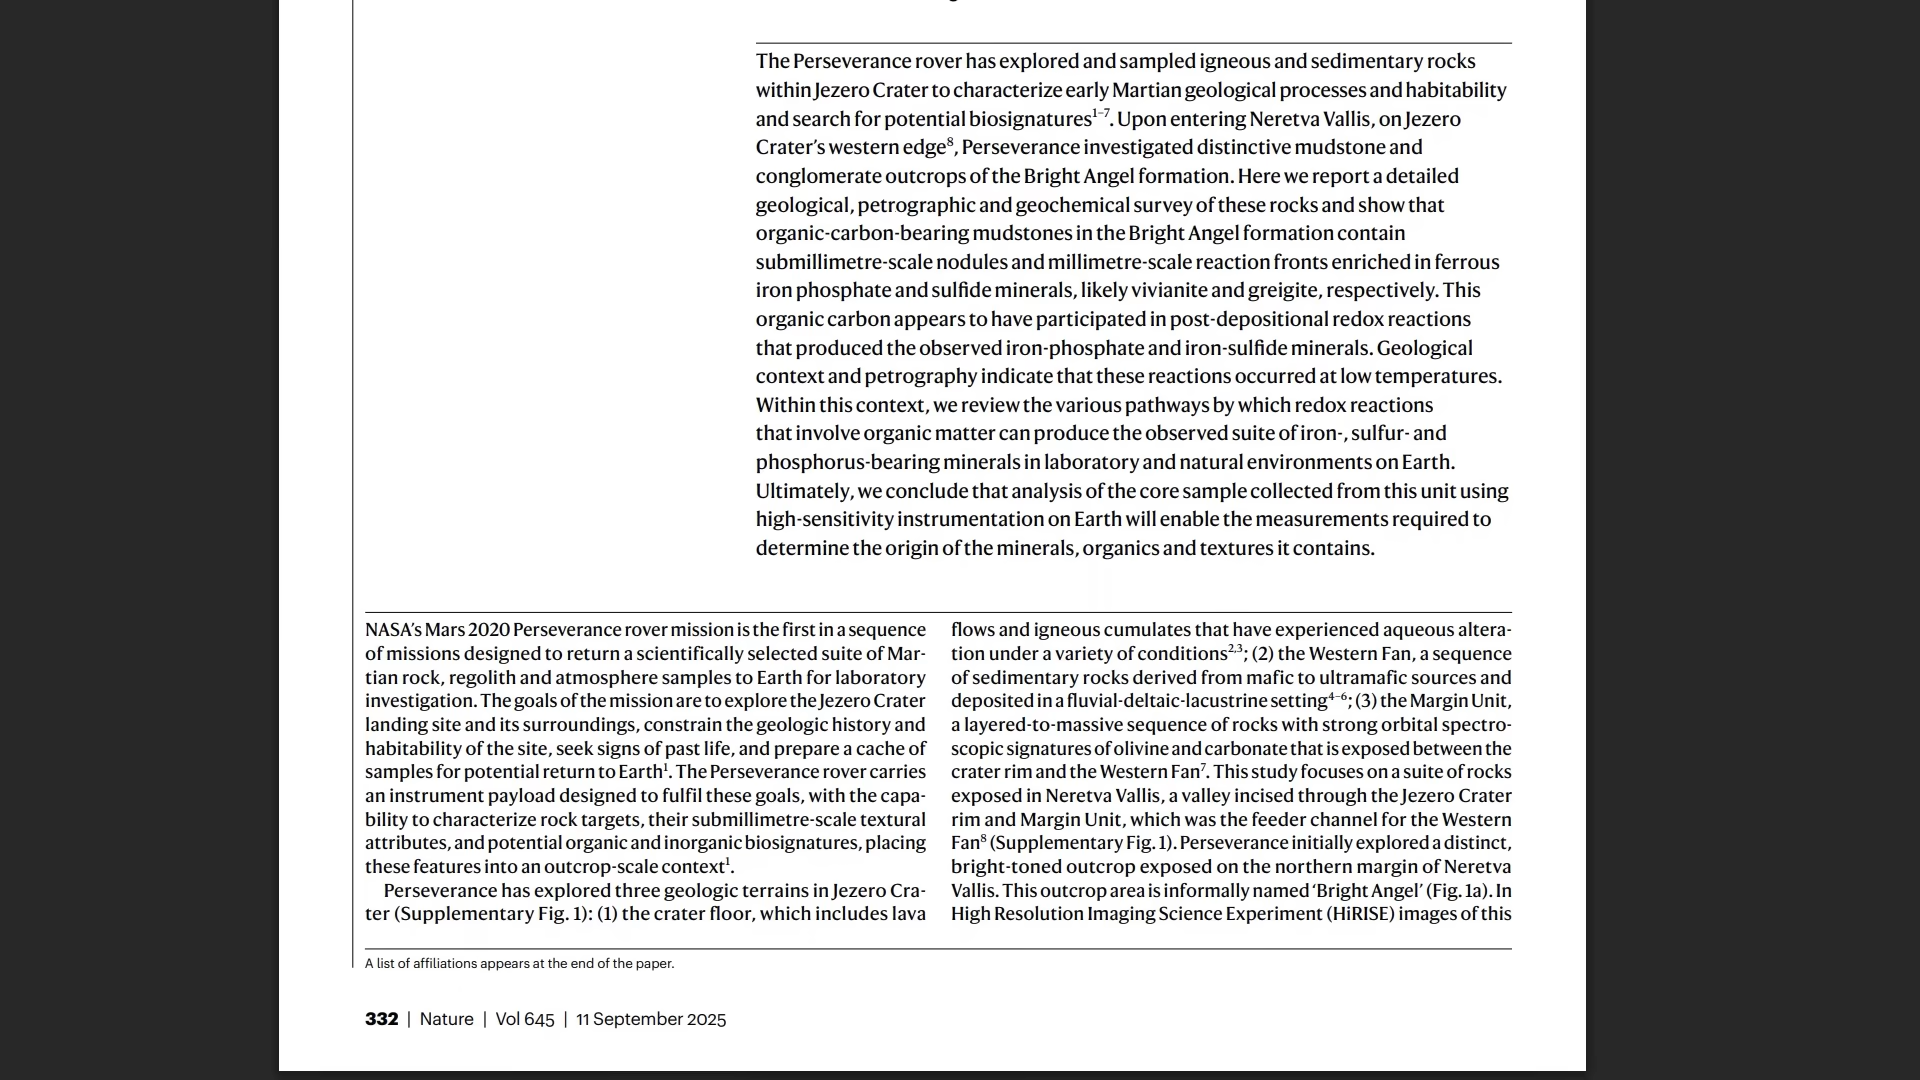 The Perseverance rover has explored and sampled igneous and sedimentary rocks
within Jezero Crater to characterize early Martian geological processes and habitability
and search for potential biosignatures1–7. Upon entering Neretva Vallis, on Jezero
Crater’s western edge8, Perseverance investigated distinctive mudstone and
conglomerate outcrops of the Bright Angel formation. Here we report a detailed
geological, petrographic and geochemical survey of these rocks and show that
organic-carbon-bearing mudstones in the Bright Angel formation contain
submillimetre-scale nodules and millimetre-scale reaction fronts enriched in ferrous
iron phosphate and sulfide minerals, likely vivianite and greigite, respectively. This
organic carbon appears to have participated in post-depositional redox reactions
that produced the observed iron-phosphate and iron-sulfide minerals. Geological
context and petrography indicate that these reactions occurred at low temperatures.
Within this context, we review the various pathways by which redox reactions
that involve organic matter can produce the observed suite of iron-, sulfur- and
phosphorus-bearing minerals in laboratory and natural environments on Earth.
Ultimately, we conclude that analysis of the core sample collected from this unit using
high-sensitivity instrumentation on Earth will enable the measurements required to
determine the origin of the minerals, organics and textures it contains.
NASA’s Mars 2020 Perseverance rover mission is the first in a sequence
of missions designed to return a scientifically selected suite of Mar-
tian rock, regolith and atmosphere samples to Earth for laboratory
investigation. The goals of the mission are to explore the Jezero Crater
landing site and its surroundings, constrain the geologic history and
habitability of the site, seek signs of past life, and prepare a cache of
samples for potential return to Earth1. The Perseverance rover carries
an instrument payload designed to fulfil these goals, with the capa-
bility to characterize rock targets, their submillimetre-scale textural
attributes, and potential organic and inorganic biosignatures, placing
these features into an outcrop-scale context1.
Perseverance has explored three geologic terrains in Jezero Cra-
ter (Supplementary Fig. 1): (1) the crater floor, which includes lava
flows and igneous cumulates that have experienced aqueous altera-
tion under a variety of conditions2,3; (2) the Western Fan, a sequence
of sedimentary rocks derived from mafic to ultramafic sources and
deposited in a fluvial-deltaic-lacustrine setting4–6; (3) the Margin Unit,
a layered-to-massive sequence of rocks with strong orbital spectro-
scopic signatures of olivine and carbonate that is exposed between the
crater rim and the Western Fan7. This study focuses on a suite of rocks
exposed in Neretva Vallis, a valley incised through the Jezero Crater
rim and Margin Unit, which was the feeder channel for the Western
Fan8 (Supplementary Fig. 1). Perseverance initially explored a distinct,
bright-toned outcrop exposed on the northern margin of Neretva
Vallis. This outcrop area is informally named ‘Bright Angel’ (Fig. 1a). In
High Resolution Imaging Science Experiment (HiRISE) images of this
A list of affiliations appears at the end of the paper.
332 | Nature | Vol 645 | 11 September 2025